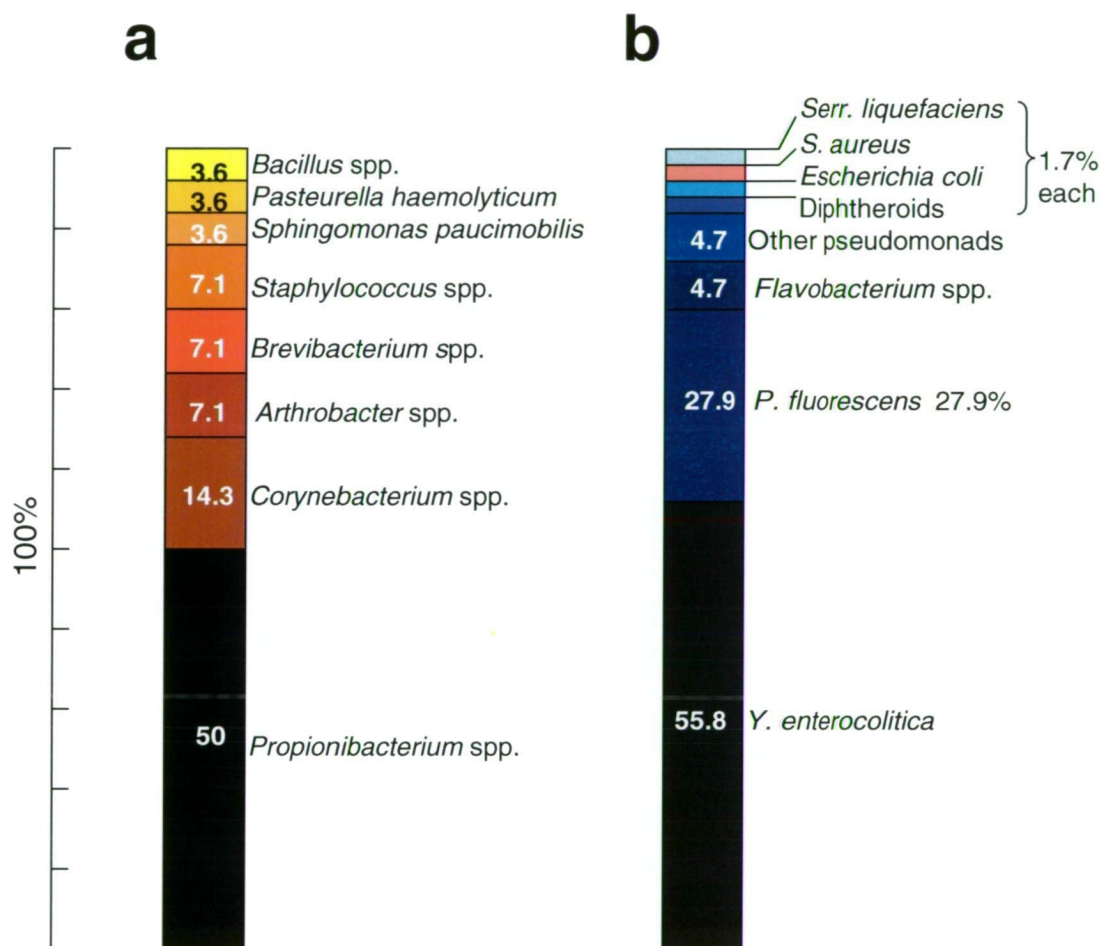 a
100%
3.6 Bacillus spp.
3.6 Pasteurella haemolyticum
3.6 Sphingomonas paucimobilis
7.1 Staphylococcus spp.
7.1 Brevibacterium spp.
7.1 Arthrobacter spp.
14.3 Corynebacterium spp.
50 Propionibacterium spp.
b
Serr. liquefaciens
S. aureus
Escherichia coli
Diphtheroids
1.7%
each
4.7 Other pseudomonads
4.7 Flavobacterium spp.
27.9 P. fluorescens 27.9%
55.8 Y. enterocolitica